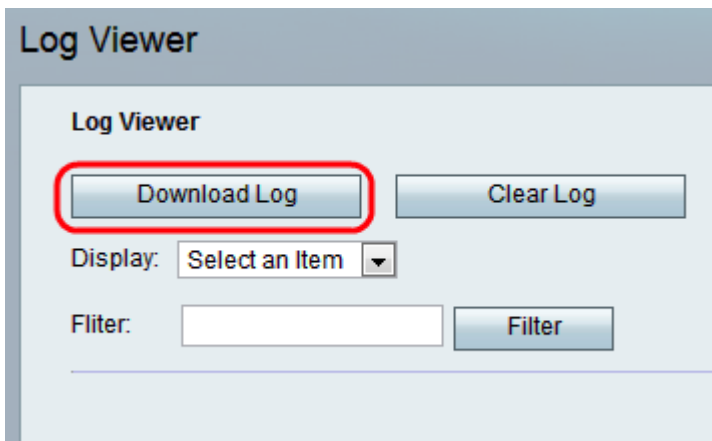 Log Viewer
Log Viewer
Download Log Clear Log
Display: Select an Item
Fliter: Filter